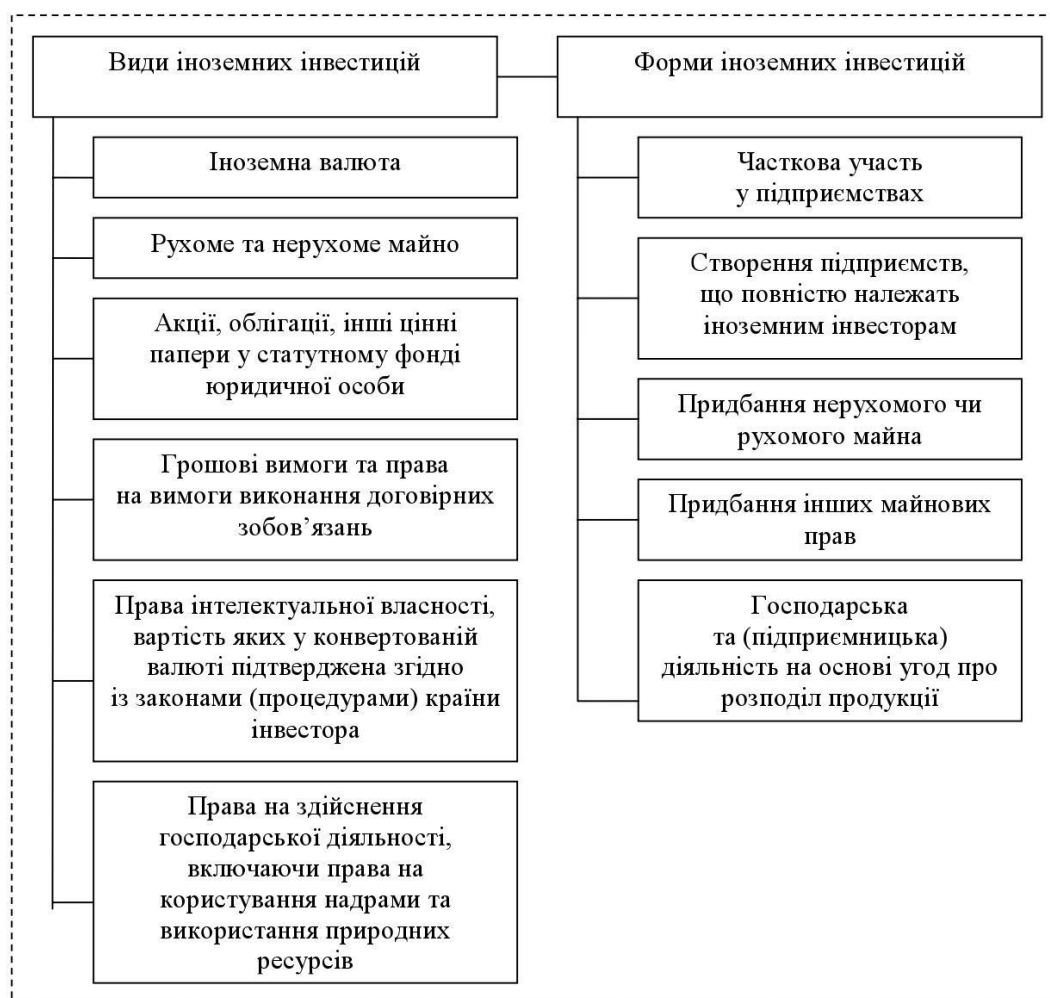 Види іноземних інвестицій
Іноземна валюта
Рухоме та нерухоме майно
Акції, облігації, інші цінні
папери у статутному фонді
юридичної особи
Грошові вимоги та права
на вимоги виконання договірних
зобов’язань
Права інтелектуальної власності,
вартість яких у конвертованій
валюті підтверджена згідно
із законами (процедурами) країни
інвестора
Права на здійснення
господарської діяльності,
включаючи права на
користування надрами та
використання природних
ресурсів
Форми іноземних інвестицій
Часткова участь
у підприємствах
Створення підприємств,
що повністю належать
іноземним інвесторам
Придбання нерухомого чи
рухомого майна
Придбання інших майнових
прав
Господарська
та (підприємницька)
діяльність на основі угод про
розподіл продукції